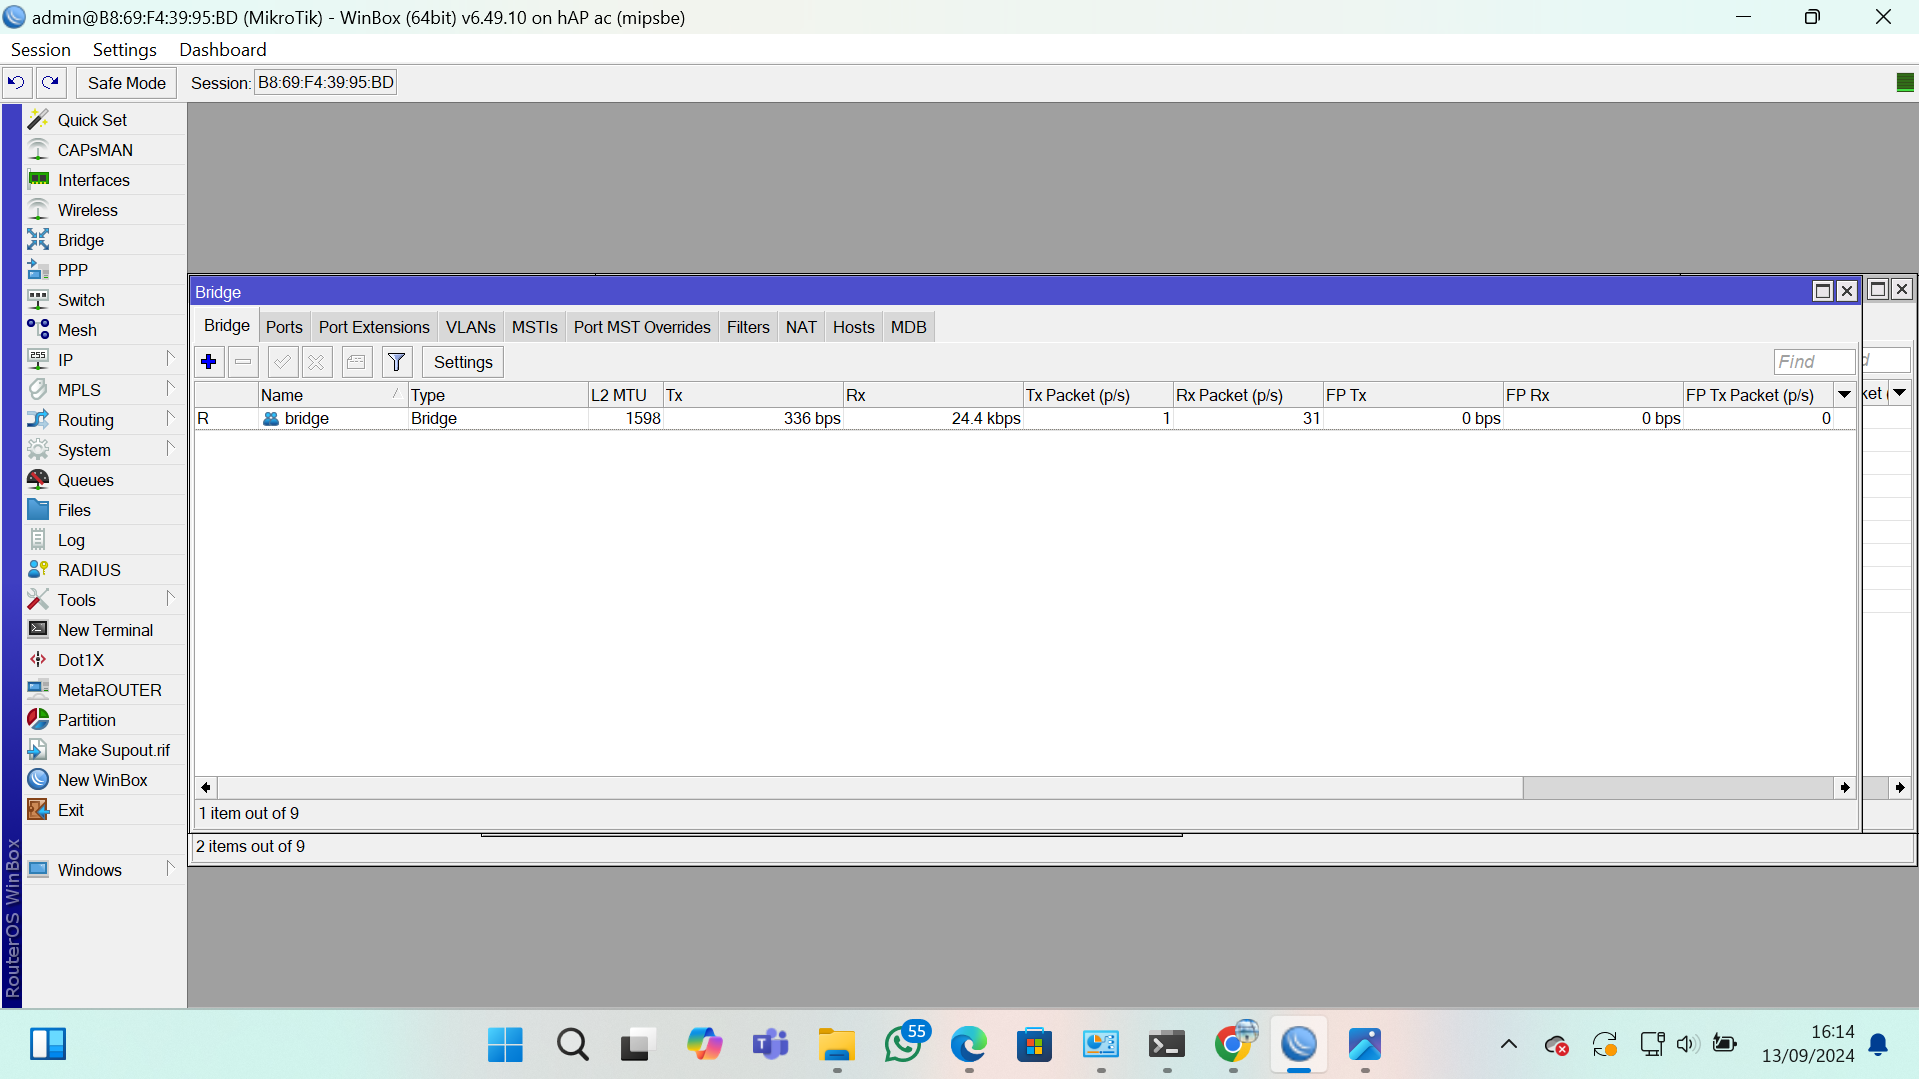 admin@B8:69:F4:39:95:BD (MikroTik) - WinBox (64bit) v6.49.10 on hAP ac (mipsbe)
Session Settings Dashboard
Safe Mode Session: B8:69:F4:39:95:BD
Quick Set
CAPsMAN
Interfaces
Wireless
Bridge
PPP
Switch
Mesh
IP
MPLS
Routing
System
Queues
Files
Log
RADIUS
Tools
New Terminal
Dot1X
MetaROUTER
Partition
Make Supout.rif
New WinBox
Exit
Windows
RouterOS WinBox
Bridge
Bridge Ports Port Extensions VLANs MSTIs Port MST Overrides Filters NAT Hosts MDB
Settings Find
Name Type L2 MTU Tx Rx Tx Packet (p/s) Rx Packet (p/s) FP Tx FP Rx FP Tx Packet (p/s)
R bridge Bridge 1598 336 bps 24.4 kbps 1 31 0 bps 0 bps 0
1 item out of 9
2 items out of 9
55
16:14
13/09/2024